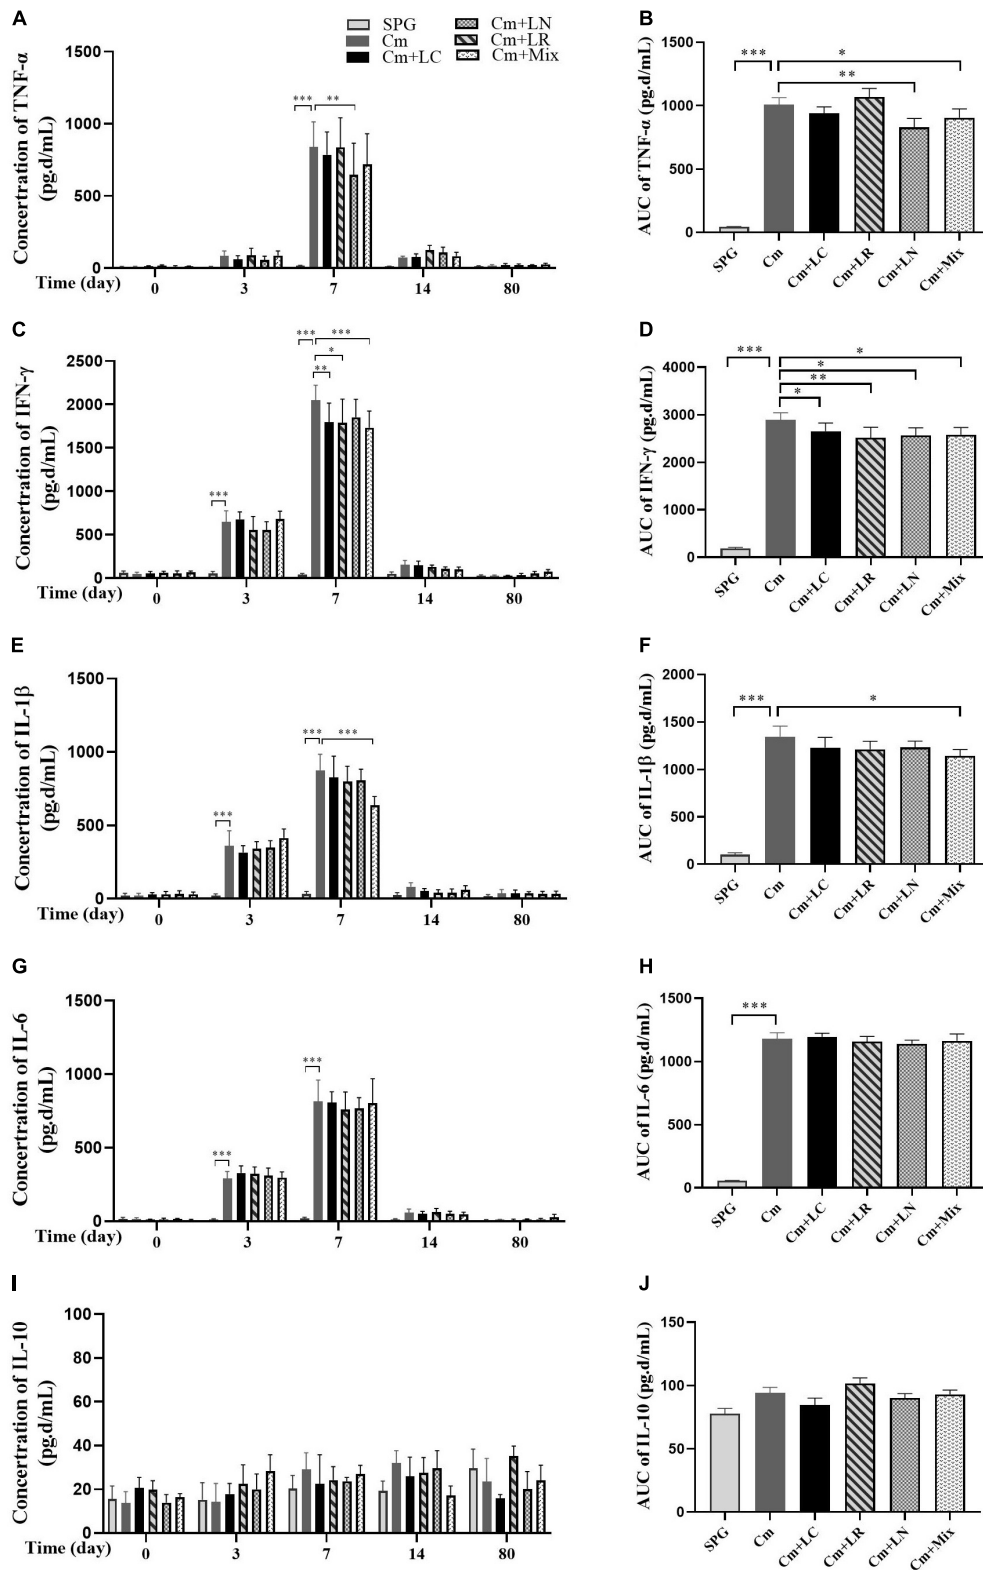 A
SPG
Cm
Cm+LC
Cm+LN
Cm+LR
Cm+Mix
Concertration of TNF-α
(pg.d/mL)
1500
1000
500
0
*** **
Time (day) 0 3 7 14 80
B
AUC of TNF-α (pg.d/mL)
1500
1000
500
0
*** *
**
SPG Cm Cm+LC Cm+LR Cm+LN Cm+Mix
C
Concertration of IFN-γ
(pg.d/mL)
2500
2000
1500
1000
500
0
*** ***
*
**
***
Time (day) 0 3 7 14 80
D
AUC of IFN-γ (pg.d/mL)
4000
3000
2000
1000
0
*** *
*
**
*
SPG Cm Cm+LC Cm+LR Cm+LN Cm+Mix
E
Concertration of IL-1β
(pg.d/mL)
1500
1000
500
0
*** ***
***
Time (day) 0 3 7 14 80
F
AUC of IL-1β (pg.d/mL)
2000
1500
1000
500
0
*** *
SPG Cm Cm+LC Cm+LR Cm+LN Cm+Mix
G
Concertration of IL-6
(pg.d/mL)
1500
1000
500
0
***
***
Time (day) 0 3 7 14 80
H
AUC of IL-6 (pg.d/mL)
1500
1000
500
0
***
SPG Cm Cm+LC Cm+LR Cm+LN Cm+Mix
I
Concertration of IL-10
(pg.d/mL)
100
80
60
40
20
0
Time (day) 0 3 7 14 80
J
AUC of IL-10 (pg.d/mL)
150
100
50
0
SPG Cm Cm+LC Cm+LR Cm+LN Cm+Mix